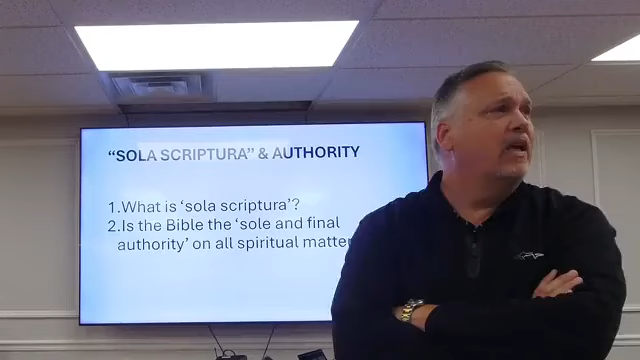 “SOLA SCRIPTURA” & AUTHORITY
1.What is ‘sola scriptura’?
2.Is the Bible the ‘sole and final
authority’ on all spiritual